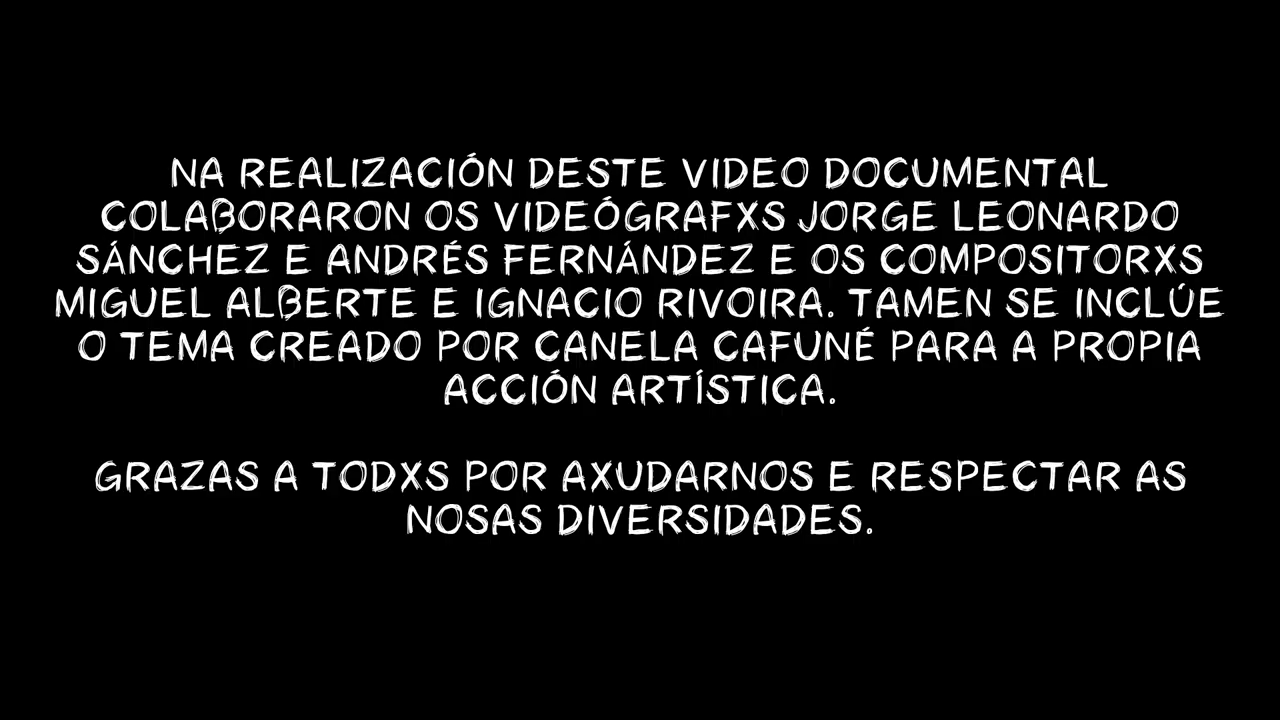 NA REALIZACIÓN DESTE VIDEO DOCUMENTAL
COLABORARON OS VIDEÓGRAFXS JORGE LEONARDO
SÁNCHEZ E ANDRÉS FERNÁNDEZ E OS COMPOSITORXS
MIGUEL ALBERTE E IGNACIO RIVOIRA. TAMEN SE INCLÚE
O TEMA CREADO POR CANELA CAFUNÉ PARA A PROPIA
ACCIÓN ARTÍSTICA.
GRAZAS A TODXS POR AXUDARNOS E RESPECTAR AS
NOSAS DIVERSIDADES.